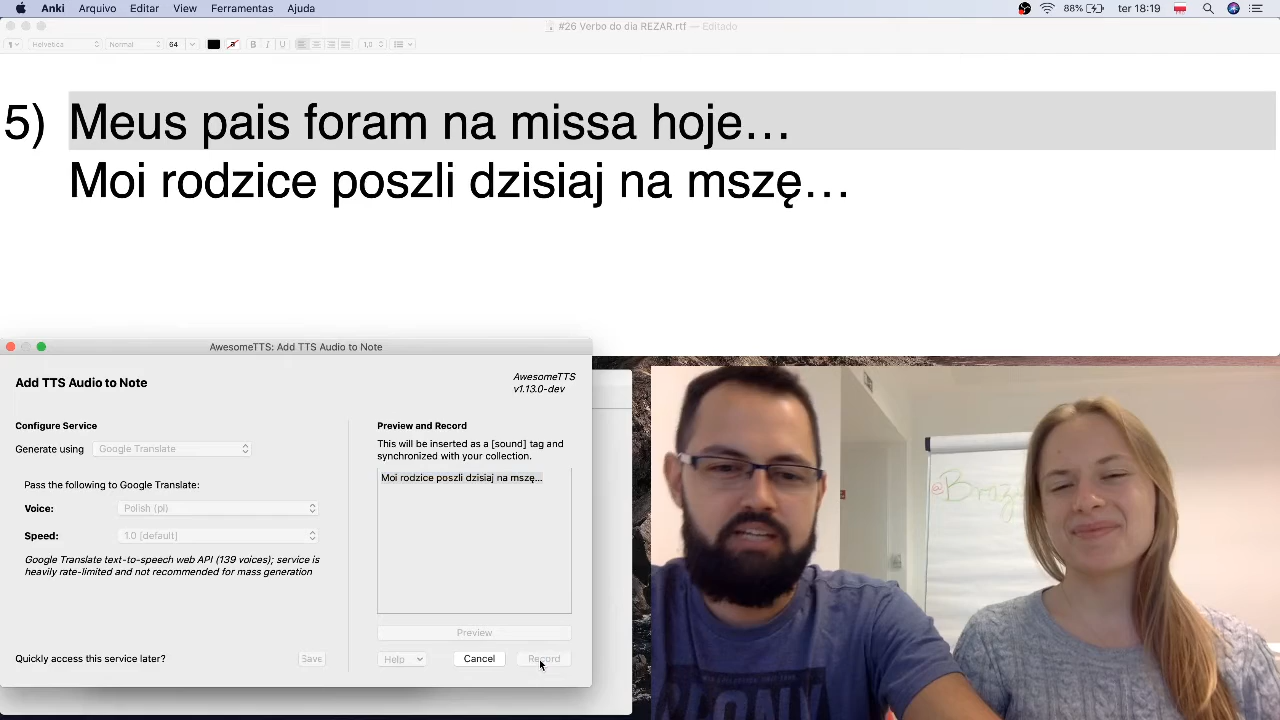 Anki Arquivo Editar View Ferramentas Ajuda 88% ter 18:19
#26 Verbo do dia REZAR.rtf — Editado
Helvetica Normal 64 B I U 1,0
5) Meus pais foram na missa hoje…
Moi rodzice poszli dzisiaj na mszę…
AwesomeTTS: Add TTS Audio to Note
Add TTS Audio to Note
AwesomeTTS
v1.13.0-dev
Configure Service
Generate using Google Translate
Pass the following to Google Translate:
Voice: Polish (pl)
Speed: 1.0 [default]
Google Translate text-to-speech web API (139 voices); service is
heavily rate-limited and not recommended for mass generation
Quickly access this service later? Save
Preview and Record
This will be inserted as a [sound] tag and
synchronized with your collection.
Moi rodzice poszli dzisiaj na mszę...
Preview
Help Cancel Record